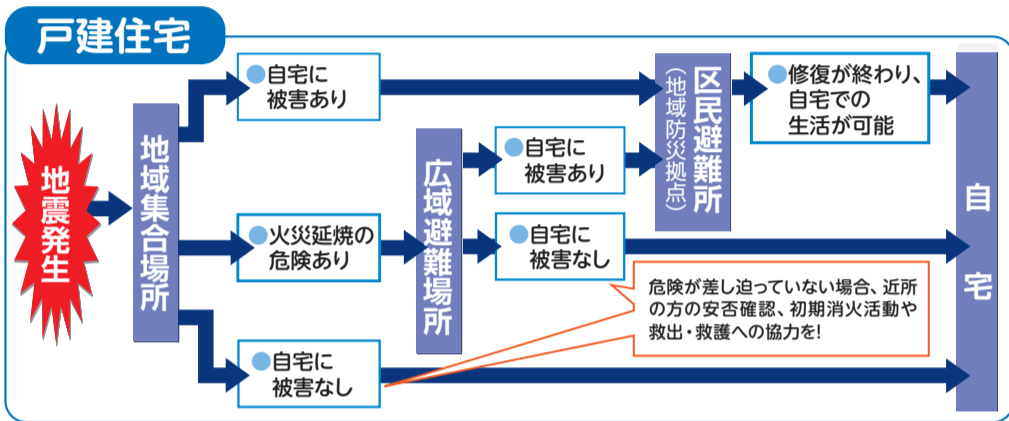 戸建住宅
地震発生
地域集合場所
●自宅に
被害あり
●火災延焼の
危険あり
●自宅に
被害なし
広域避難場所
●自宅に
被害あり
●自宅に
被害なし
区民避難所
（地域防災拠点）
●修復が終わり、
自宅での
生活が可能
危険が差し迫っていない場合、近所
の方の安否確認、初期消火活動や
救出・救護への協力を!
自宅